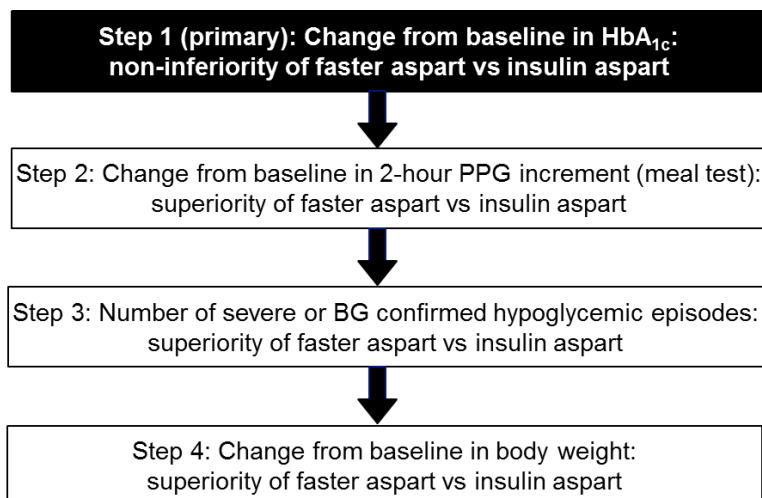 Step 1 (primary): Change from baseline in HbA1c:
non-inferiority of faster aspart vs insulin aspart
Step 2: Change from baseline in 2-hour PPG increment (meal test):
superiority of faster aspart vs insulin aspart
Step 3: Number of severe or BG confirmed hypoglycemic episodes:
superiority of faster aspart vs insulin aspart
Step 4: Change from baseline in body weight:
superiority of faster aspart vs insulin aspart